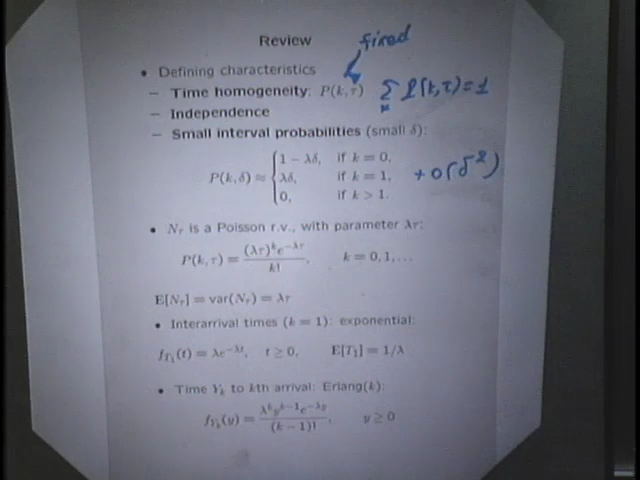 Review
fixed
• Defining characteristics
– Time homogeneity: P(k, τ) ∑ₖ P(k, τ) = 1
– Independence
– Small interval probabilities (small δ):
1 − λδ, if k = 0,
P(k, δ) ≈ { λδ, if k = 1, + o(δ²)
0, if k > 1.
• N_τ is a Poisson r.v., with parameter λτ:
P(k, τ) = (λτ)^k e^{−λτ} / k!, k = 0, 1, ...
E[N_τ] = var(N_τ) = λτ
• Interarrival times (k = 1): exponential:
f_{T₁}(t) = λe^{−λt}, t ≥ 0, E[T₁] = 1/λ
• Time Y_k to kth arrival: Erlang(k):
f_{Y_k}(y) = λ^k y^{k−1} e^{−λy} / (k − 1)!, y ≥ 0